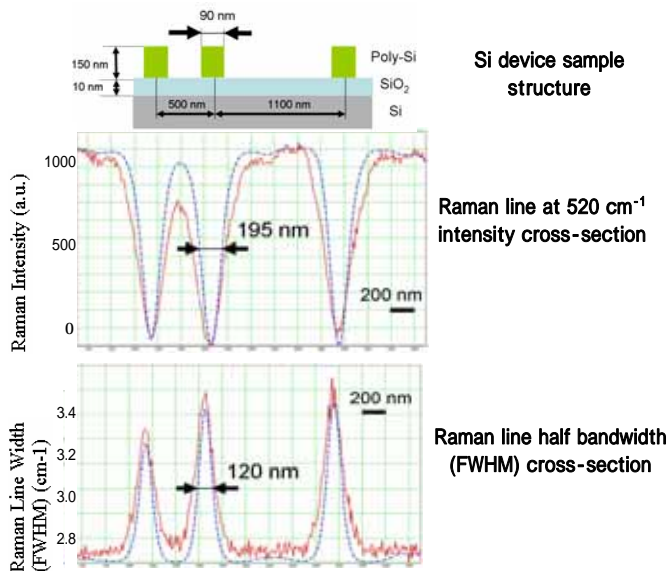 90 nm
Poly-Si
150 nm
SiO₂
10 nm
500 nm
1100 nm
Si
Si device sample
structure
Raman Intensity (a.u.)
1000
500
0
195 nm
200 nm
Raman line at 520 cm⁻¹
intensity cross-section
Raman Line Width
(FWHM) (cm-1)
3.4
3.2
3.0
2.8
200 nm
120 nm
Raman line half bandwidth
(FWHM) cross-section